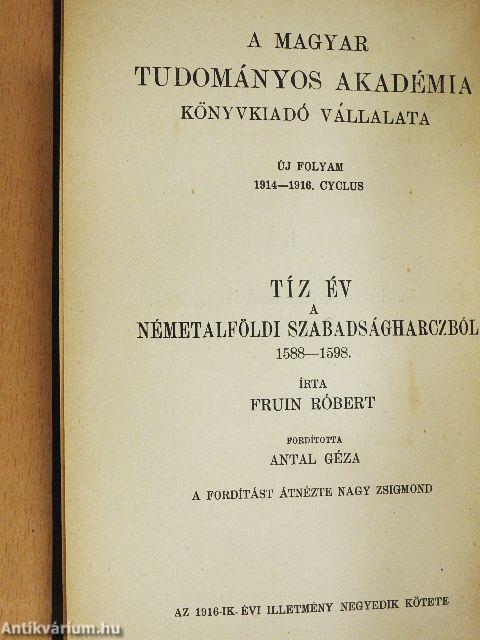 A MAGYAR
TUDOMÁNYOS AKADÉMIA
KÖNYVKIADÓ VÁLLALATA
ÚJ FOLYAM
1914—1916. CYCLUS
TÍZ ÉV
A
NÉMETALFÖLDI SZABADSÁGHARCZBÓL
1588—1598.
ÍRTA
FRUIN RÓBERT
FORDÍTOTTA
ANTAL GÉZA
A FORDÍTÁST ÁTNÉZTE NAGY ZSIGMOND
AZ 1916-IK- ÉVI ILLETMÉNY NEGYEDIK KÖTETE
Antikvárium.hu